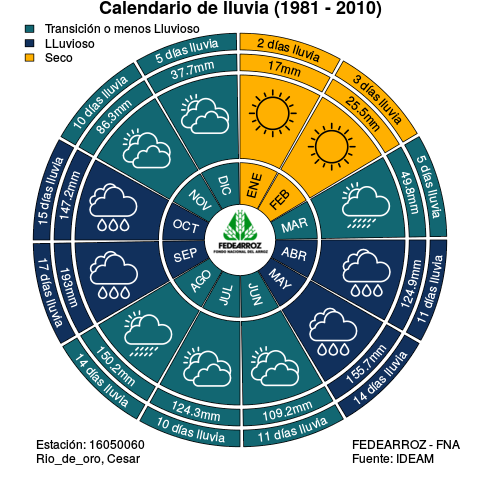 Calendario de lluvia (1981 - 2010)
Transición o menos Lluvioso
LLuvioso
Seco
2 días lluvia
17mm
ENE
3 días lluvia
25.5mm
FEB
5 días lluvia
49.8mm
MAR
11 días lluvia
124.9mm
ABR
14 días lluvia
155.7mm
MAY
11 días lluvia
109.2mm
JUN
10 días lluvia
124.3mm
JUL
14 días lluvia
150.2mm
AGO
17 días lluvia
193mm
SEP
15 días lluvia
147.2mm
OCT
10 días lluvia
86.3mm
NOV
5 días lluvia
37.7mm
DIC
FEDEARROZ
FONDO NACIONAL DEL ARROZ
Estación: 16050060
Rio_de_oro, Cesar
FEDEARROZ - FNA
Fuente: IDEAM